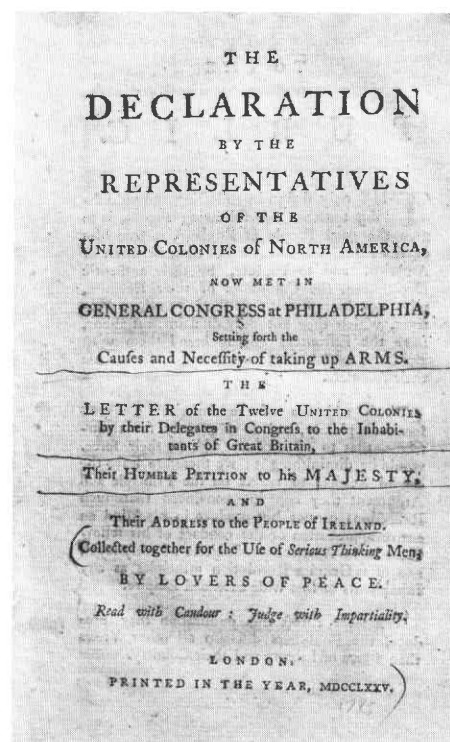 THE
DECLARATION
BY THE
REPRESENTATIVES
OF THE
UNITED COLONIES of NORTH AMERICA,
NOW MET IN
GENERAL CONGRESS at PHILADELPHIA,
Setting forth the
Cauſes and Neceſſity of taking up ARMS.
THE
LETTER of the Twelve UNITED COLONIES
by their Delegates in Congreſs, to the Inhabi-
tants of Great Britain,
Their HUMBLE PETITION to his MAJESTY,
AND
Their ADDRESS to the PEOPLE of IRELAND.
Collected together for the Uſe of Serious Thinking Men,
BY LOVERS OF PEACE.
Read with Candour: Judge with Impartiality.
LONDON.
PRINTED IN THE YEAR, MDCCLXXV.